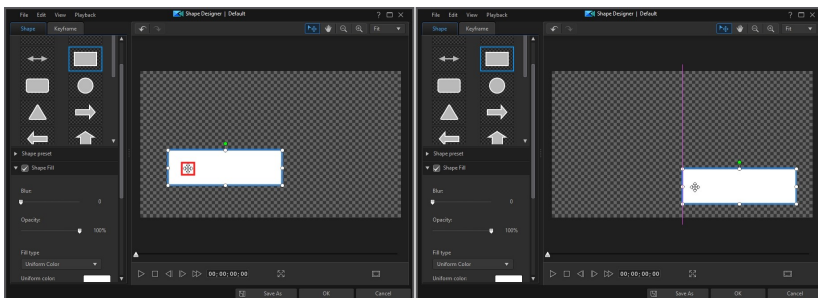 File Edit View Playback
Shape Designer | Default
? □ ×
Shape Keyframe
Fit
Shape preset
Shape Fill
Blur:
0
Opacity:
100%
Fill type
Uniform Color
Uniform color:
00;00;00;00
Save As OK Cancel
File Edit View Playback
Shape Designer | Default
? □ ×
Shape Keyframe
Fit
Shape preset
Shape Fill
Blur:
0
Opacity:
100%
Fill type
Uniform Color
Uniform color:
00;00;00;00
Save As OK Cancel